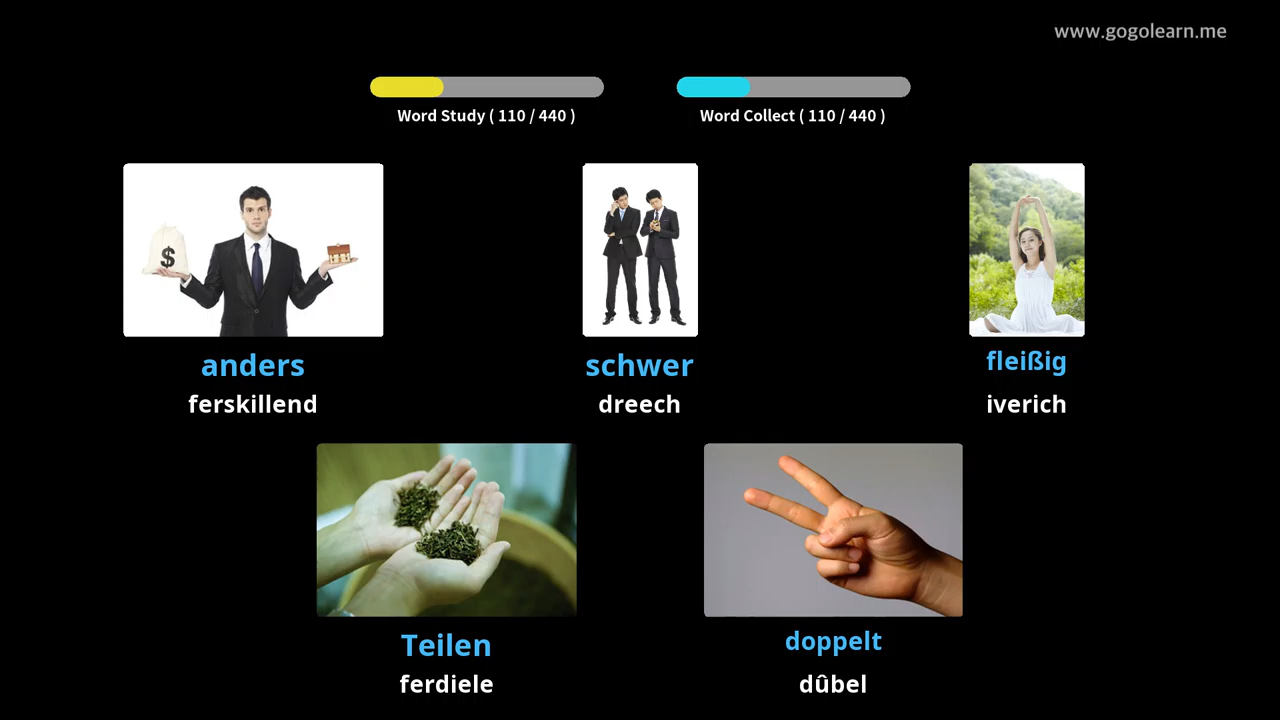 www.gogolearn.me
Word Study ( 110 / 440 )
Word Collect ( 110 / 440 )
$
anders
ferskillend
schwer
dreech
fleißig
iverich
Teilen
ferdiele
doppelt
dûbel